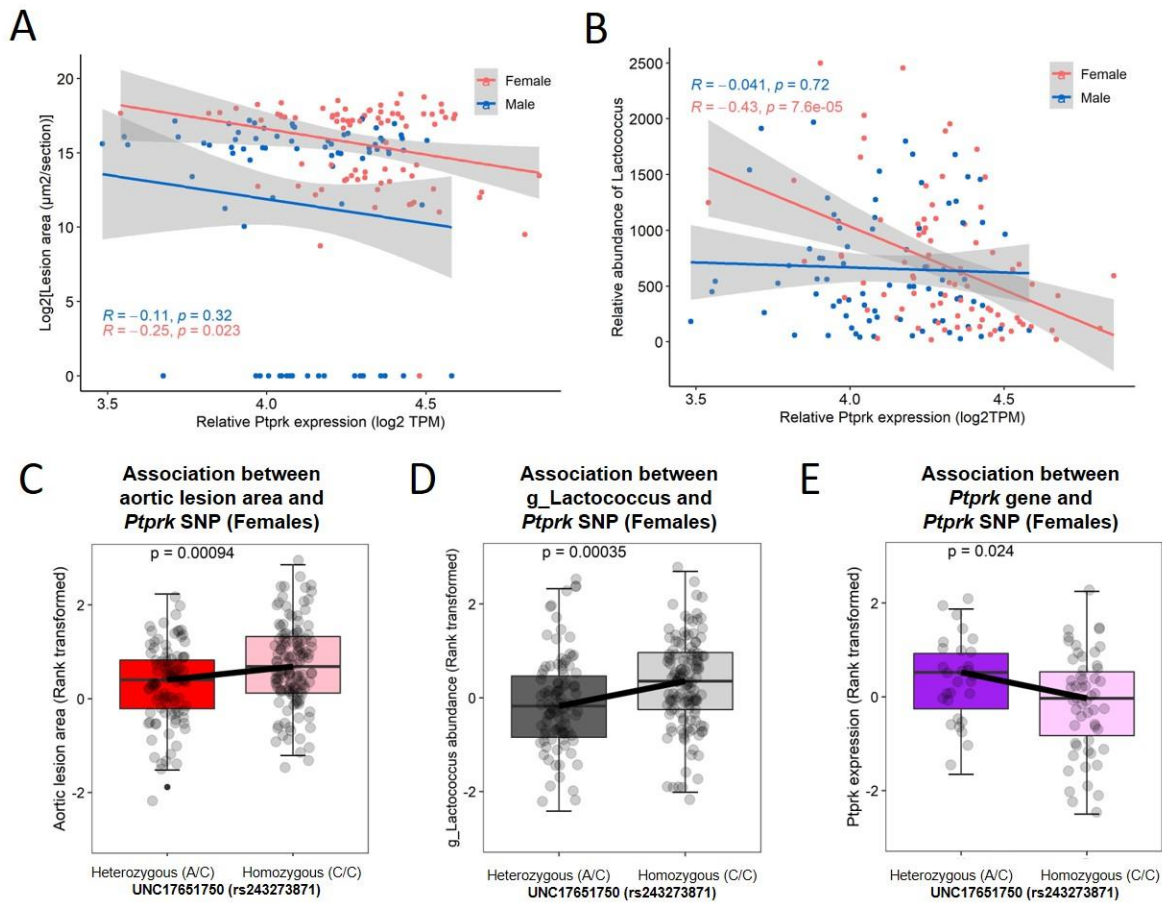 A
Log2[Lesion area (µm2/section)]
20
15
10
5
0
Female
Male
R = −0.11, p = 0.32
R = −0.25, p = 0.023
3.5 4.0 4.5
Relative Ptprk expression (log2 TPM)
B
Relative abundance of Lactococcus
2500
2000
1500
1000
500
0
R = −0.041, p = 0.72
R = −0.43, p = 7.6e-05
Female
Male
3.5 4.0 4.5
Relative Ptprk expression (log2TPM)
C
Association between
aortic lesion area and
Ptprk SNP (Females)
p = 0.00094
Aortic lesion area (Rank transformed)
2
0
-2
Heterozygous (A/C) Homozygous (C/C)
UNC17651750 (rs243273871)
D
Association between
g_Lactococcus and
Ptprk SNP (Females)
p = 0.00035
g_Lactococcus abundance (Rank transformed)
2
0
-2
Heterozygous (A/C) Homozygous (C/C)
UNC17651750 (rs243273871)
E
Association between
Ptprk gene and
Ptprk SNP (Females)
p = 0.024
Ptprk expression (Rank transformed)
2
0
-2
Heterozygous (A/C) Homozygous (C/C)
UNC17651750 (rs243273871)